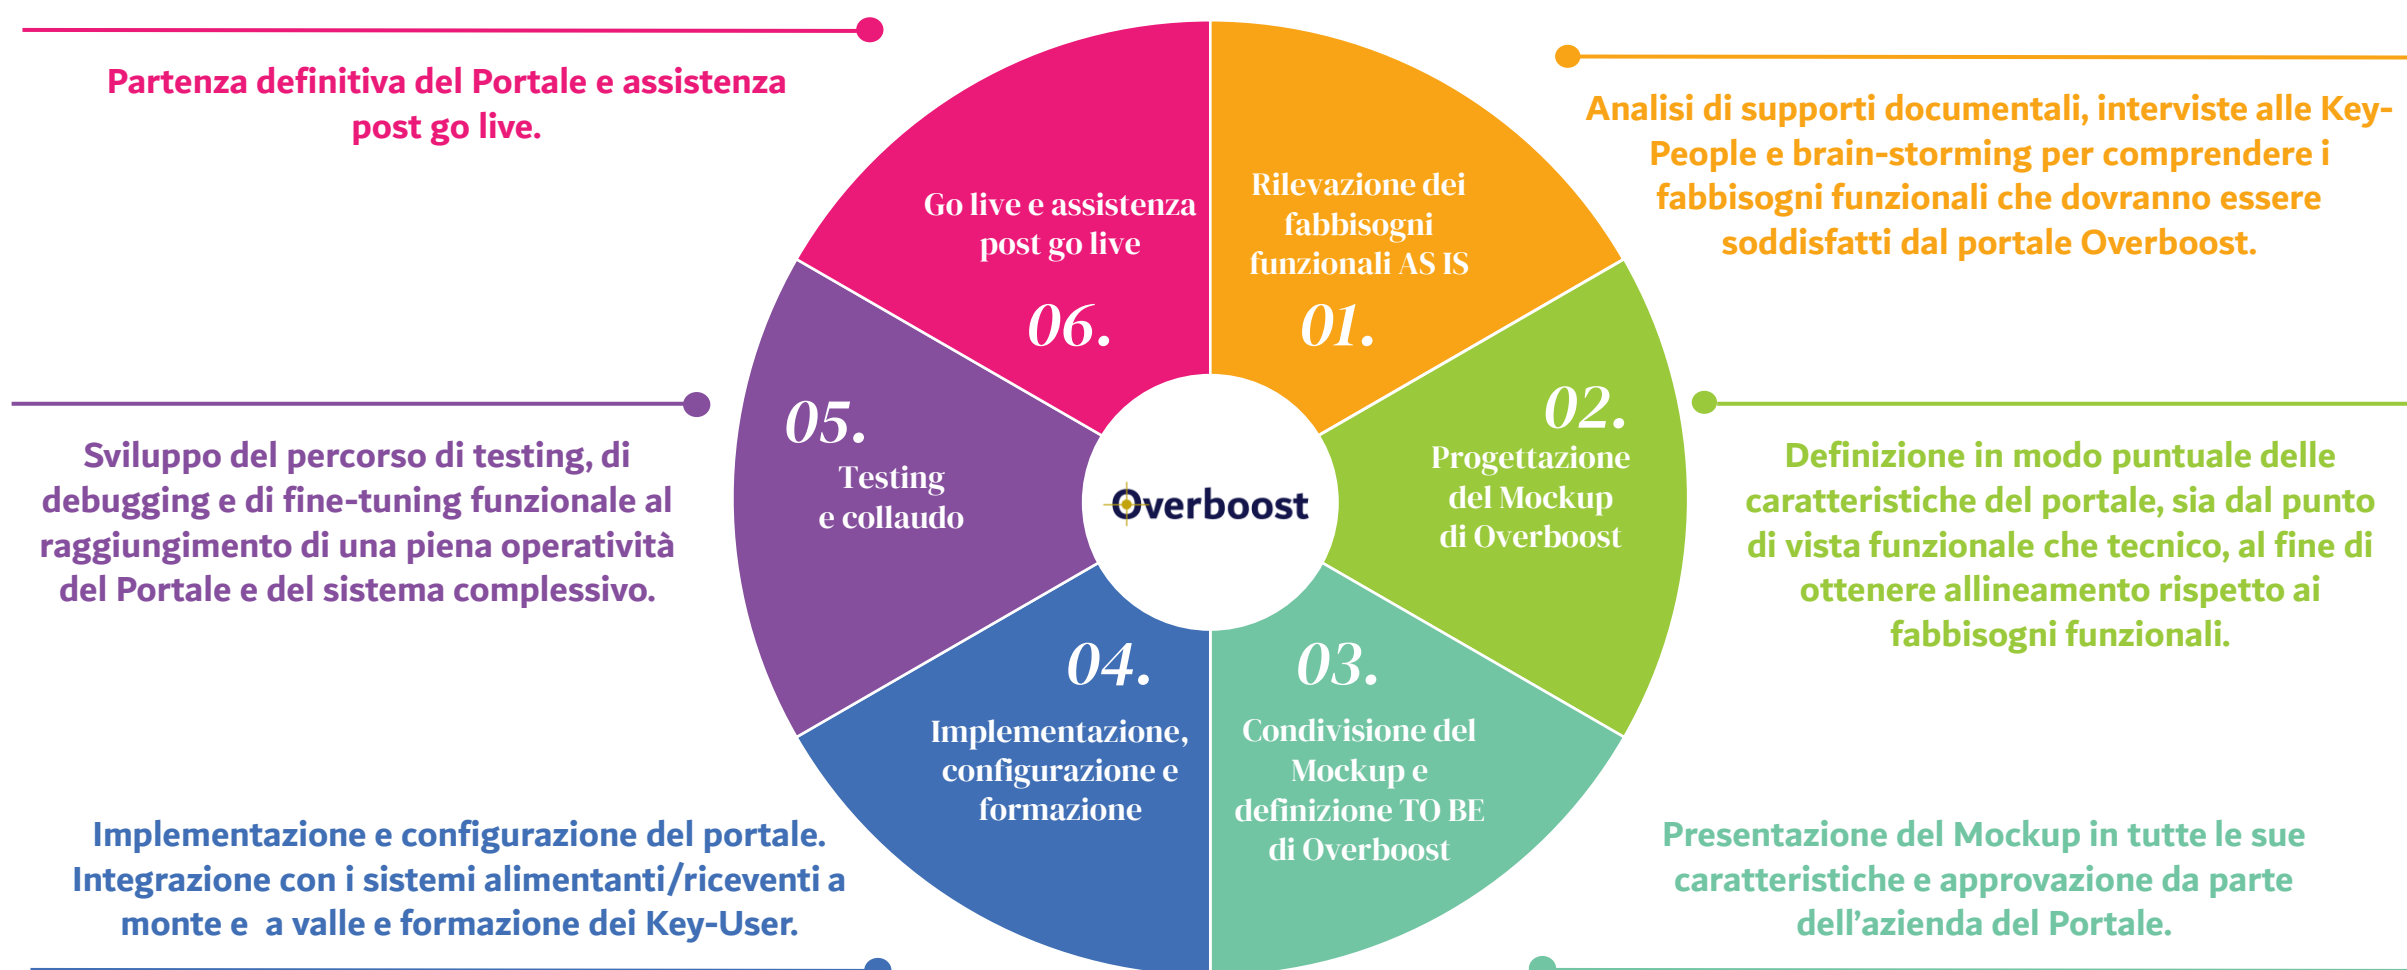 Partenza definitiva del Portale e assistenza
post go live.
Analisi di supporti documentali, interviste alle Key-
People e brain-storming per comprendere i
fabbisogni funzionali che dovranno essere
soddisfatti dal portale Overboost.
Go live e assistenza
post go live
06.
Rilevazione dei
fabbisogni
funzionali AS IS
01.
05.
Testing
e collaudo
Overboost
02.
Progettazione
del Mockup
di Overboost
Sviluppo del percorso di testing, di
debugging e di fine-tuning funzionale al
raggiungimento di una piena operatività
del Portale e del sistema complessivo.
Definizione in modo puntuale delle
caratteristiche del portale, sia dal punto
di vista funzionale che tecnico, al fine di
ottenere allineamento rispetto ai
fabbisogni funzionali.
04.
Implementazione,
configurazione e
formazione
03.
Condivisione del
Mockup e
definizione TO BE
di Overboost
Implementazione e configurazione del portale.
Integrazione con i sistemi alimentanti/riceventi a
monte e  a valle e formazione dei Key-User.
Presentazione del Mockup in tutte le sue
caratteristiche e approvazione da parte
dell’azienda del Portale.